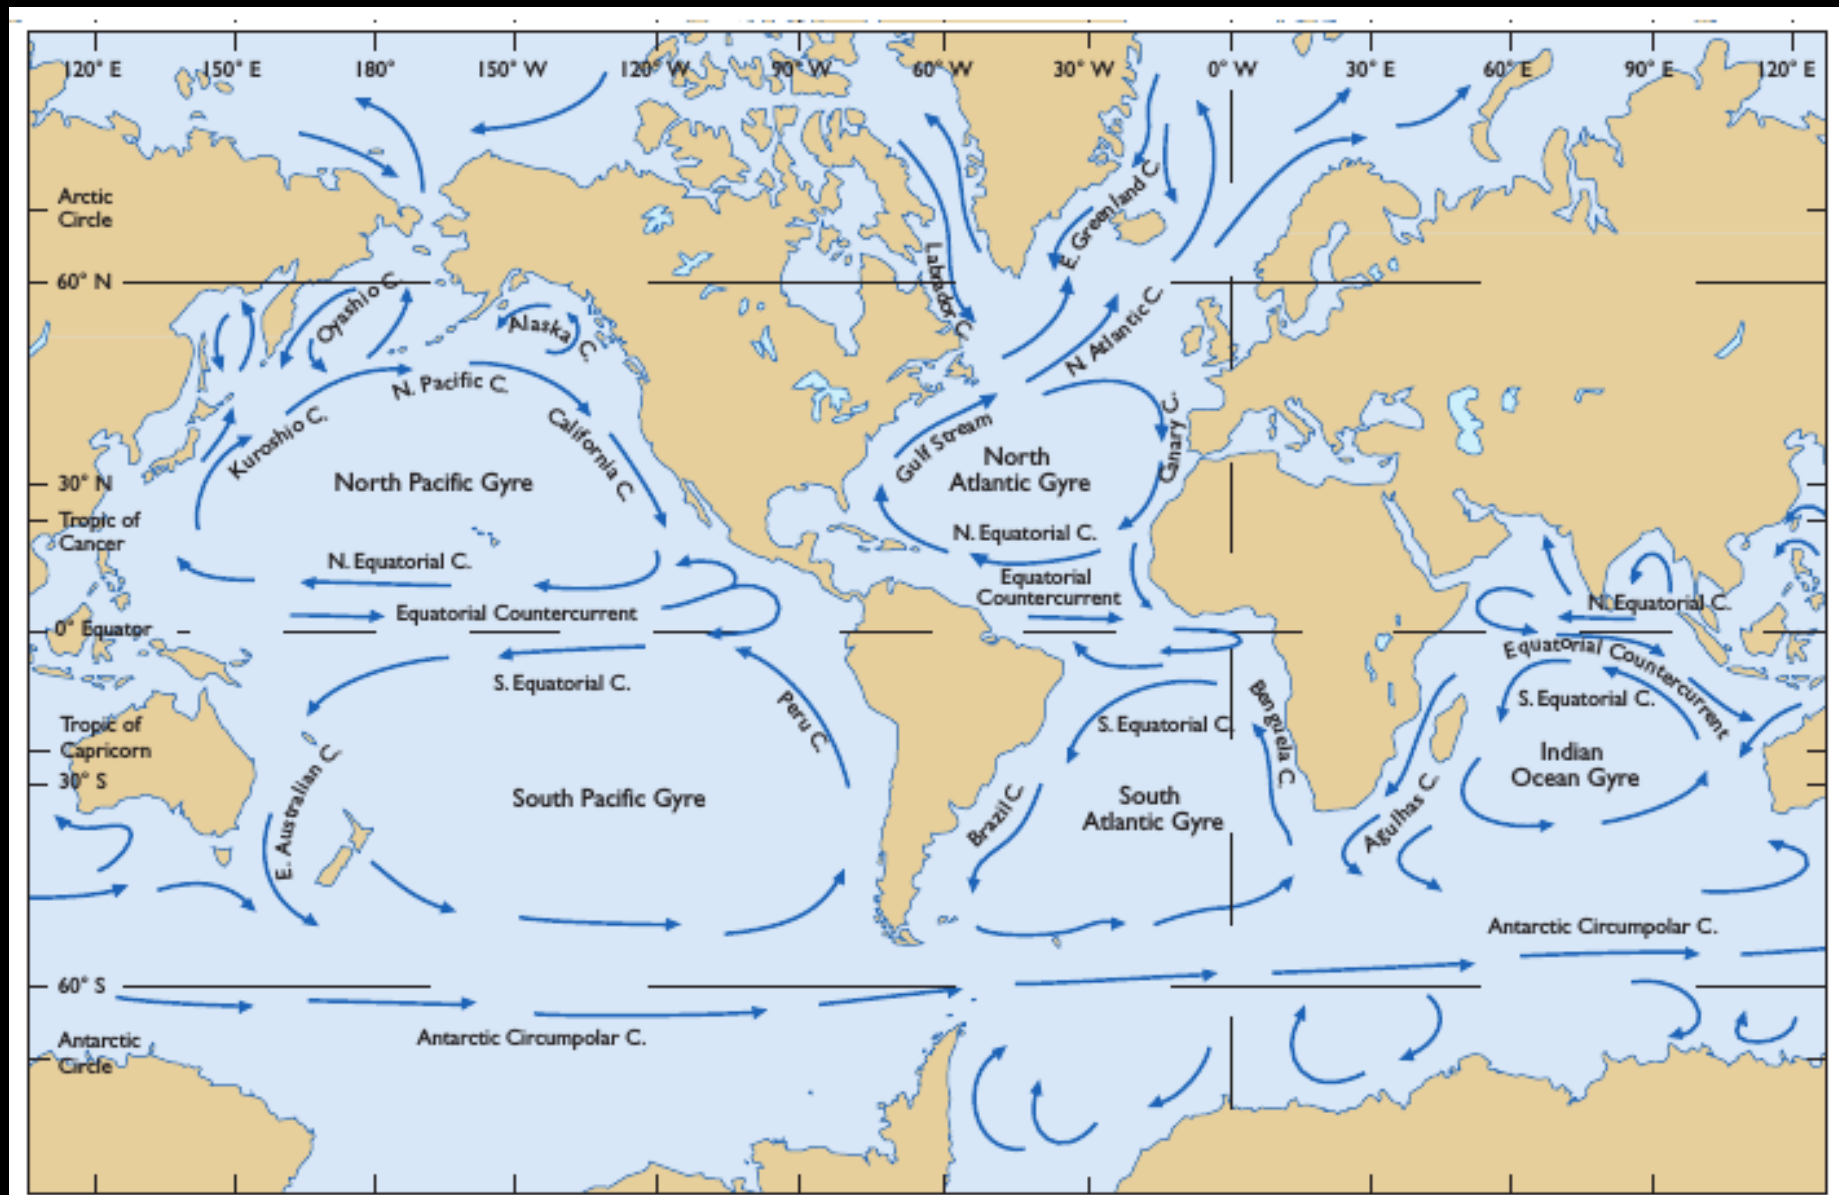 120° E
150° E
180°
150° W
120° W
90° W
60° W
30° W
0° W
30° E
60° E
90° E
120° E
Arctic
Circle
E. Greenland C.
Labrador C.
60° N
Oyashio C.
Alaska C.
N. Atlantic C.
N. Pacific C.
Kuroshio C.
California C.
Gulf Stream
Canary C.
North
Atlantic Gyre
30° N
North Pacific Gyre
Tropic of
Cancer
N. Equatorial C.
N. Equatorial C.
Equatorial
Countercurrent
N. Equatorial C.
Equatorial Countercurrent
0° Equator
Equatorial Countercurrent
S. Equatorial C.
S. Equatorial C.
Peru C.
Benguela C.
S. Equatorial C.
Tropic of
Capricorn
30° S
E. Australian C.
South Pacific Gyre
Brazil C.
South
Atlantic Gyre
Agulhas C.
Indian
Ocean Gyre
Antarctic Circumpolar C.
60° S
Antarctic Circumpolar C.
Antarctic
Circle